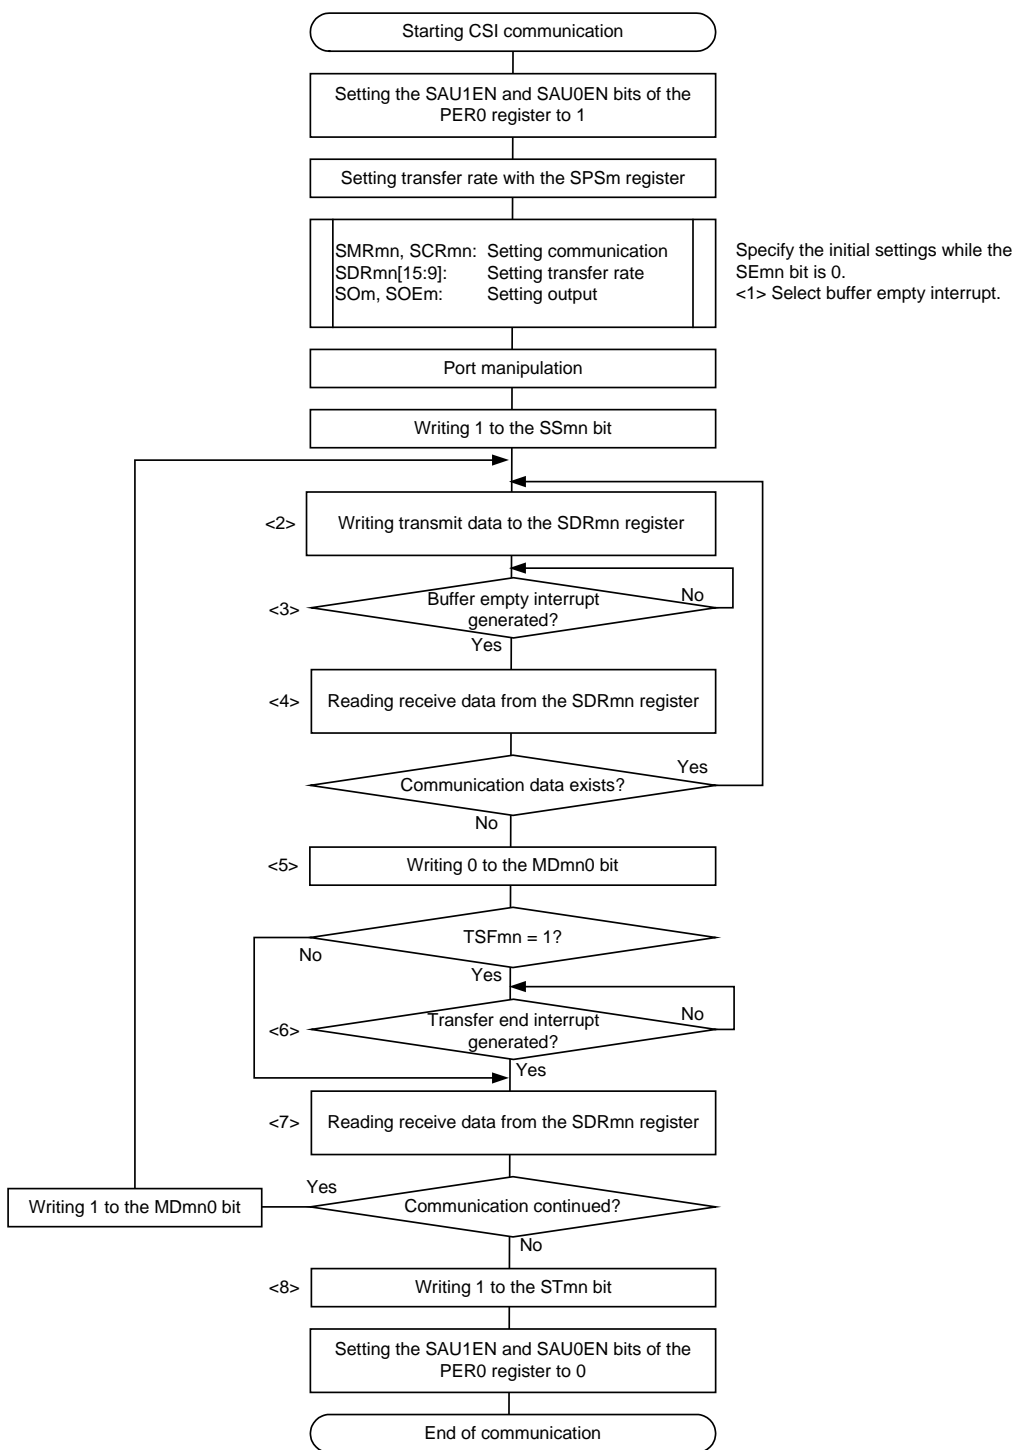 Starting CSI communication
Setting the SAU1EN and SAU0EN bits of the
PER0 register to 1
Setting transfer rate with the SPSm register
SMRmn, SCRmn: Setting communication
SDRmn[15:9]: Setting transfer rate
SOm, SOEm: Setting output
Specify the initial settings while the
SEmn bit is 0.
<1> Select buffer empty interrupt.
Port manipulation
Writing 1 to the SSmn bit
<2>
Writing transmit data to the SDRmn register
<3>
Buffer empty interrupt
generated?
No
Yes
<4>
Reading receive data from the SDRmn register
Communication data exists?
Yes
No
<5>
Writing 0 to the MDmn0 bit
TSFmn = 1?
No
Yes
<6>
Transfer end interrupt
generated?
No
Yes
<7>
Reading receive data from the SDRmn register
Writing 1 to the MDmn0 bit
Yes
Communication continued?
No
<8>
Writing 1 to the STmn bit
Setting the SAU1EN and SAU0EN bits of the
PER0 register to 0
End of communication